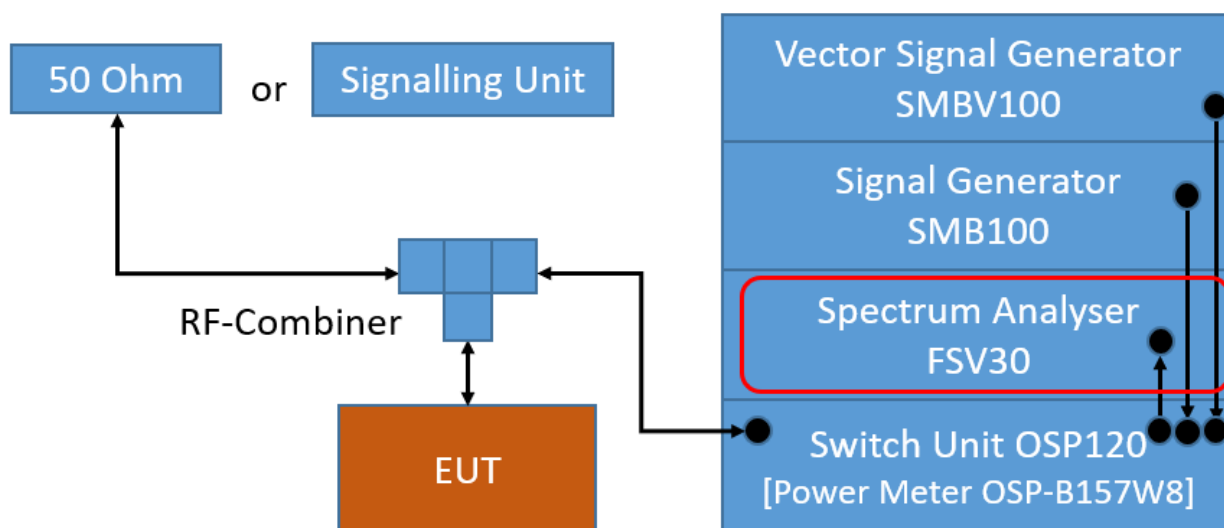 50 Ohm
or
Signalling Unit
Vector Signal Generator
SMBV100
Signal Generator
SMB100
RF-Combiner
Spectrum Analyser
FSV30
EUT
Switch Unit OSP120
[Power Meter OSP-B157W8]